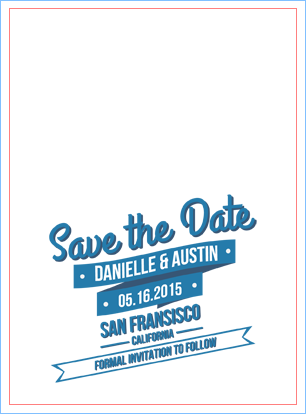 Save the Date
• DANIELLE & AUSTIN •
• 05.16.2015 •
SAN FRANSISCO
CALIFORNIA
FORMAL INVITATION TO FOLLOW